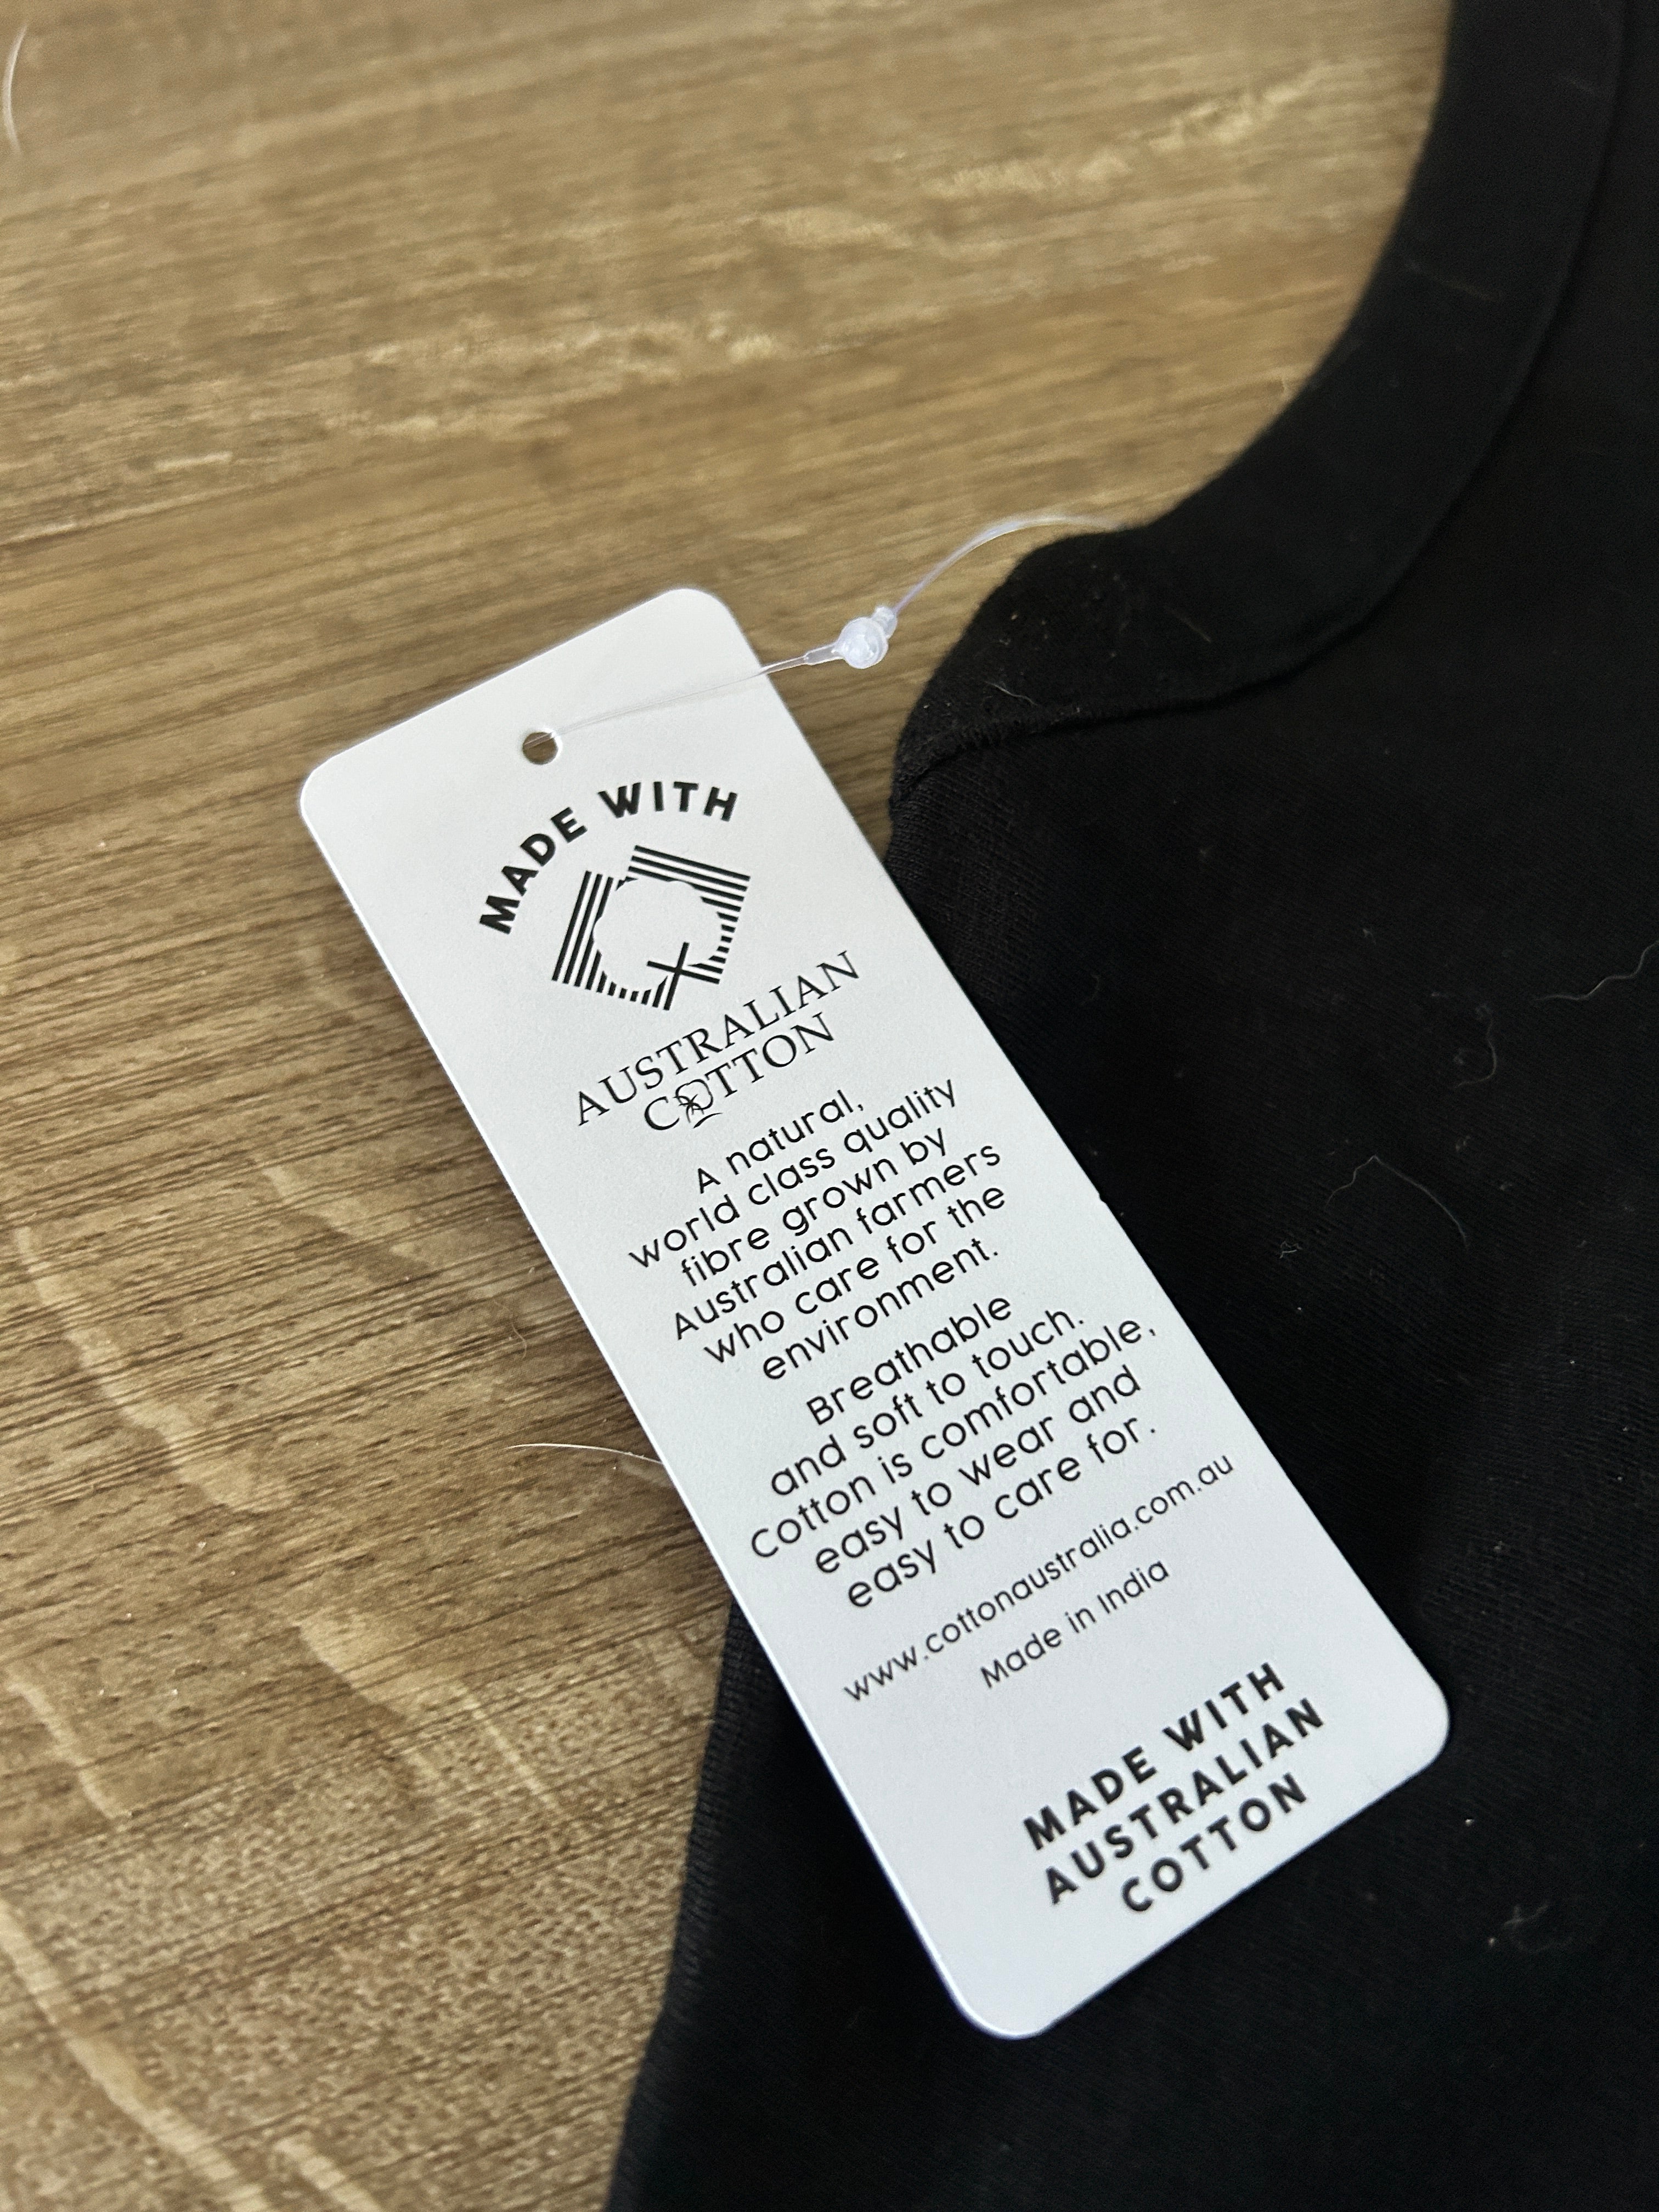 MADE WITH
AUSTRALIAN
COTTON
A natural,
world class quality
fibre grown by
Australian farmers
who care for the
environment.
Breathable
and soft to touch.
Cotton is comfortable,
easy to wear and
easy to care for.
www.cottonaustralia.com.au
Made in India
MADE WITH
AUSTRALIAN
COTTON